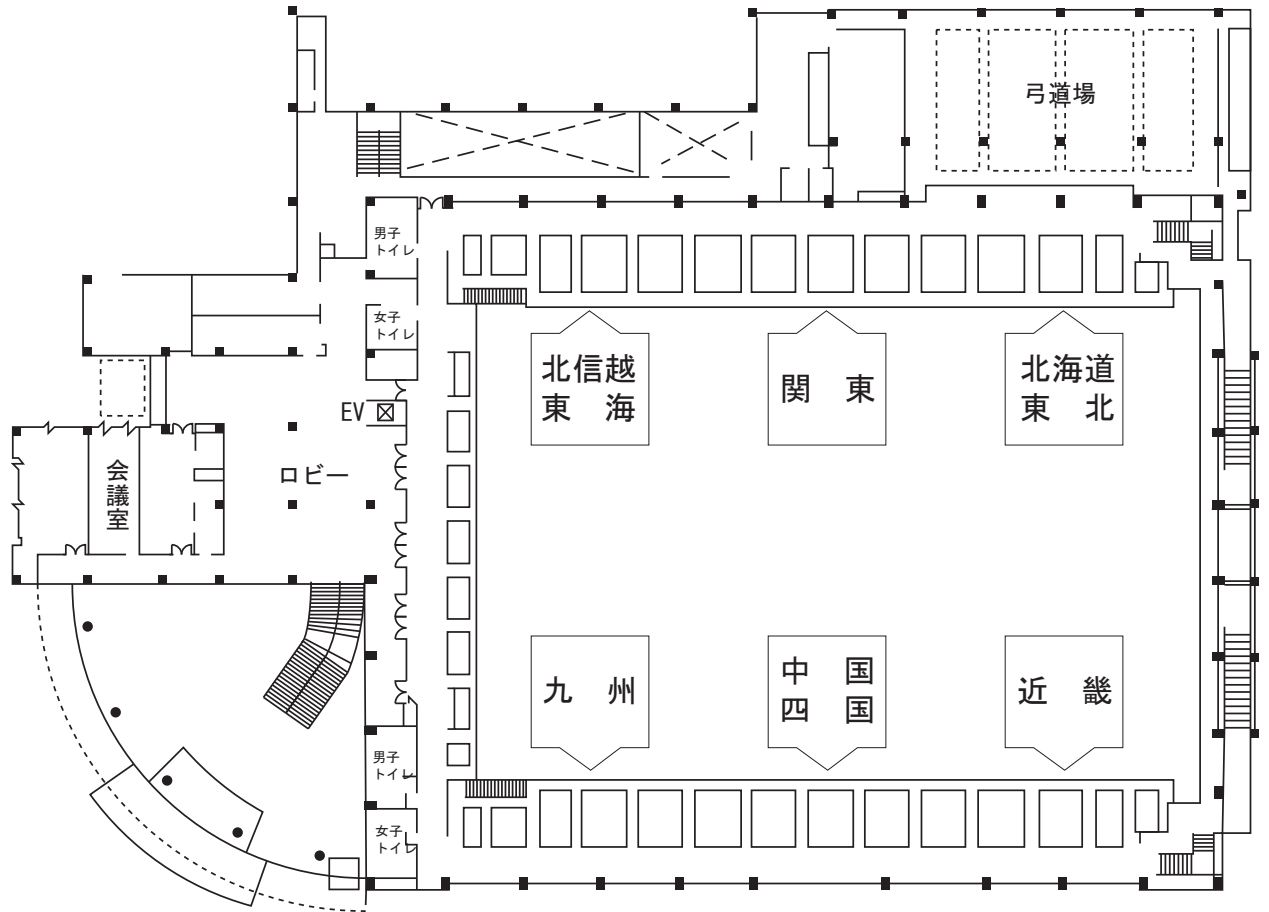 弓道場
男子
トイレ
女子
トイレ
北信越
東 海
関 東
北海道
東 北
EV
ロビー
会議室
九 州
中 国
四 国
近 畿
男子
トイレ
女子
トイレ